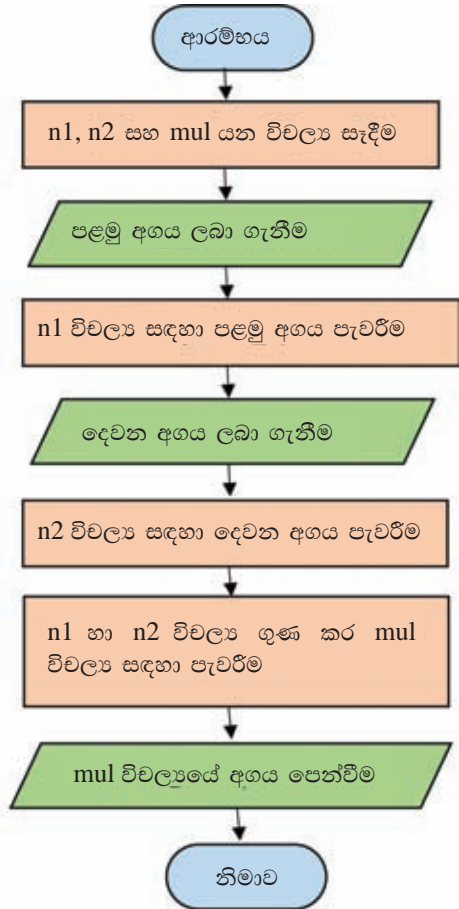 ආරම්භය
n1, n2 සහ mul යන විචල්‍ය සෑදීම
පළමු අගය ලබා ගැනීම
n1 විචල්‍ය සඳහා පළමු අගය පැවරීම
දෙවන අගය ලබා ගැනීම
n2 විචල්‍ය සඳහා දෙවන අගය පැවරීම
n1 හා n2 විචල්‍ය ගුණ කර mul
විචල්‍ය සඳහා පැවරීම
mul විචල්‍යයේ අගය පෙන්වීම
නිමාව